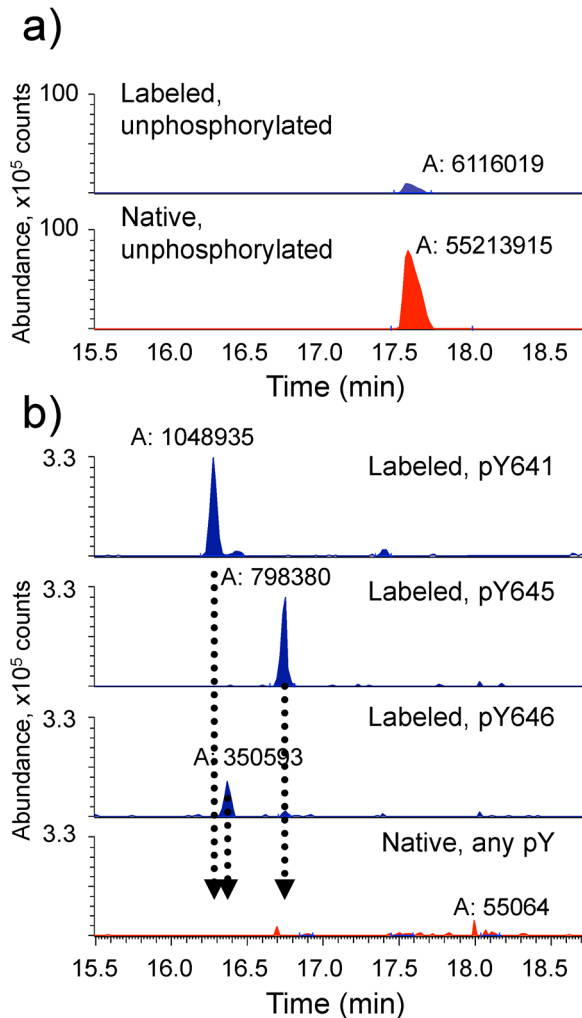 a)
Abundance, x10⁵ counts
100
Labeled,
unphosphorylated
A: 6116019
100
Native,
unphosphorylated
A: 55213915
15.5 16.0 16.5 17.0 17.5 18.0 18.5
Time (min)
b)
Abundance, x10⁵ counts
A: 1048935
3.3
Labeled, pY641
A: 798380
3.3
Labeled, pY645
3.3
Labeled, pY646
A: 350593
3.3
Native, any pY
A: 55064
15.5 16.0 16.5 17.0 17.5 18.0 18.5
Time (min)